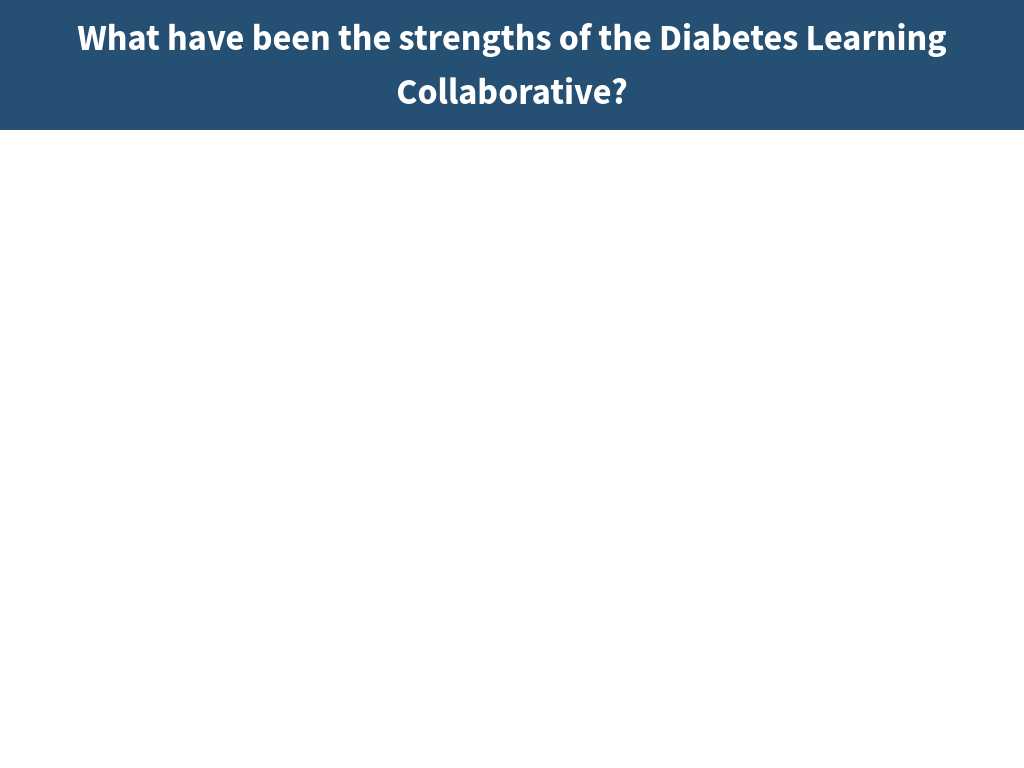 What have been the strengths of the Diabetes Learning
Collaborative?